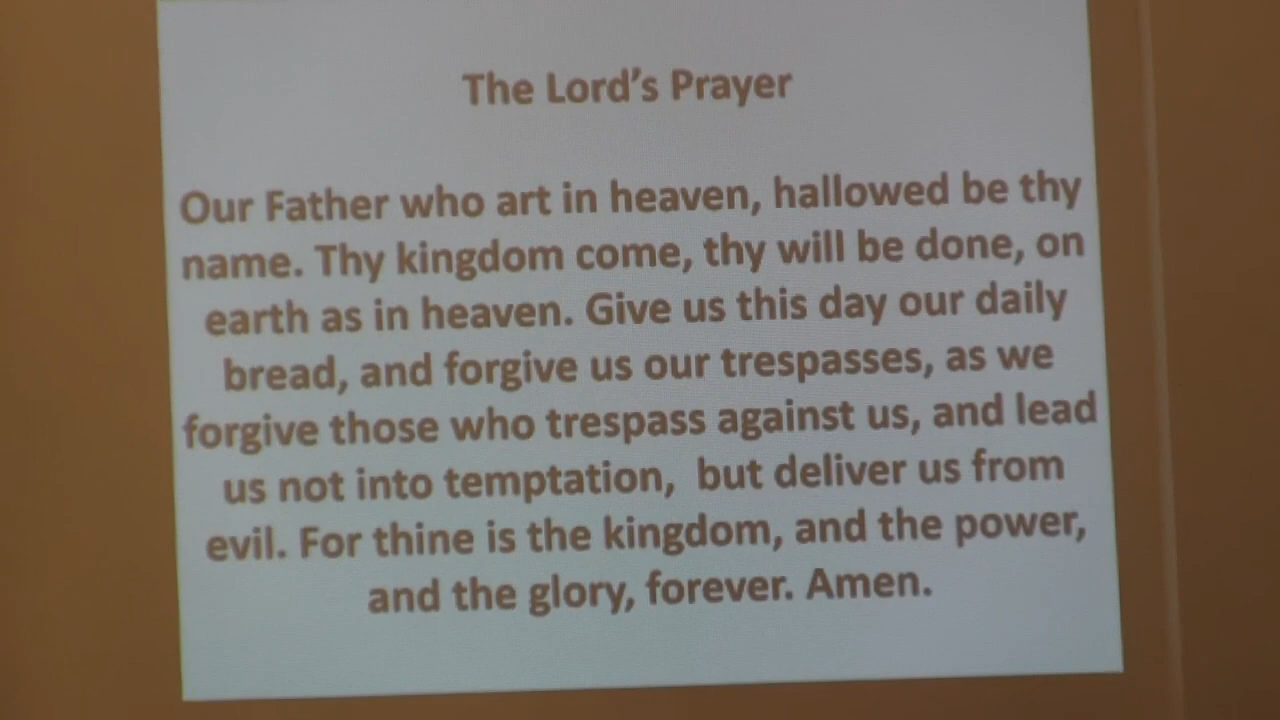 The Lord's Prayer
Our Father who art in heaven, hallowed be thy
name. Thy kingdom come, thy will be done, on
earth as in heaven. Give us this day our daily
bread, and forgive us our trespasses, as we
forgive those who trespass against us, and lead
us not into temptation,  but deliver us from
evil. For thine is the kingdom, and the power,
and the glory, forever. Amen.